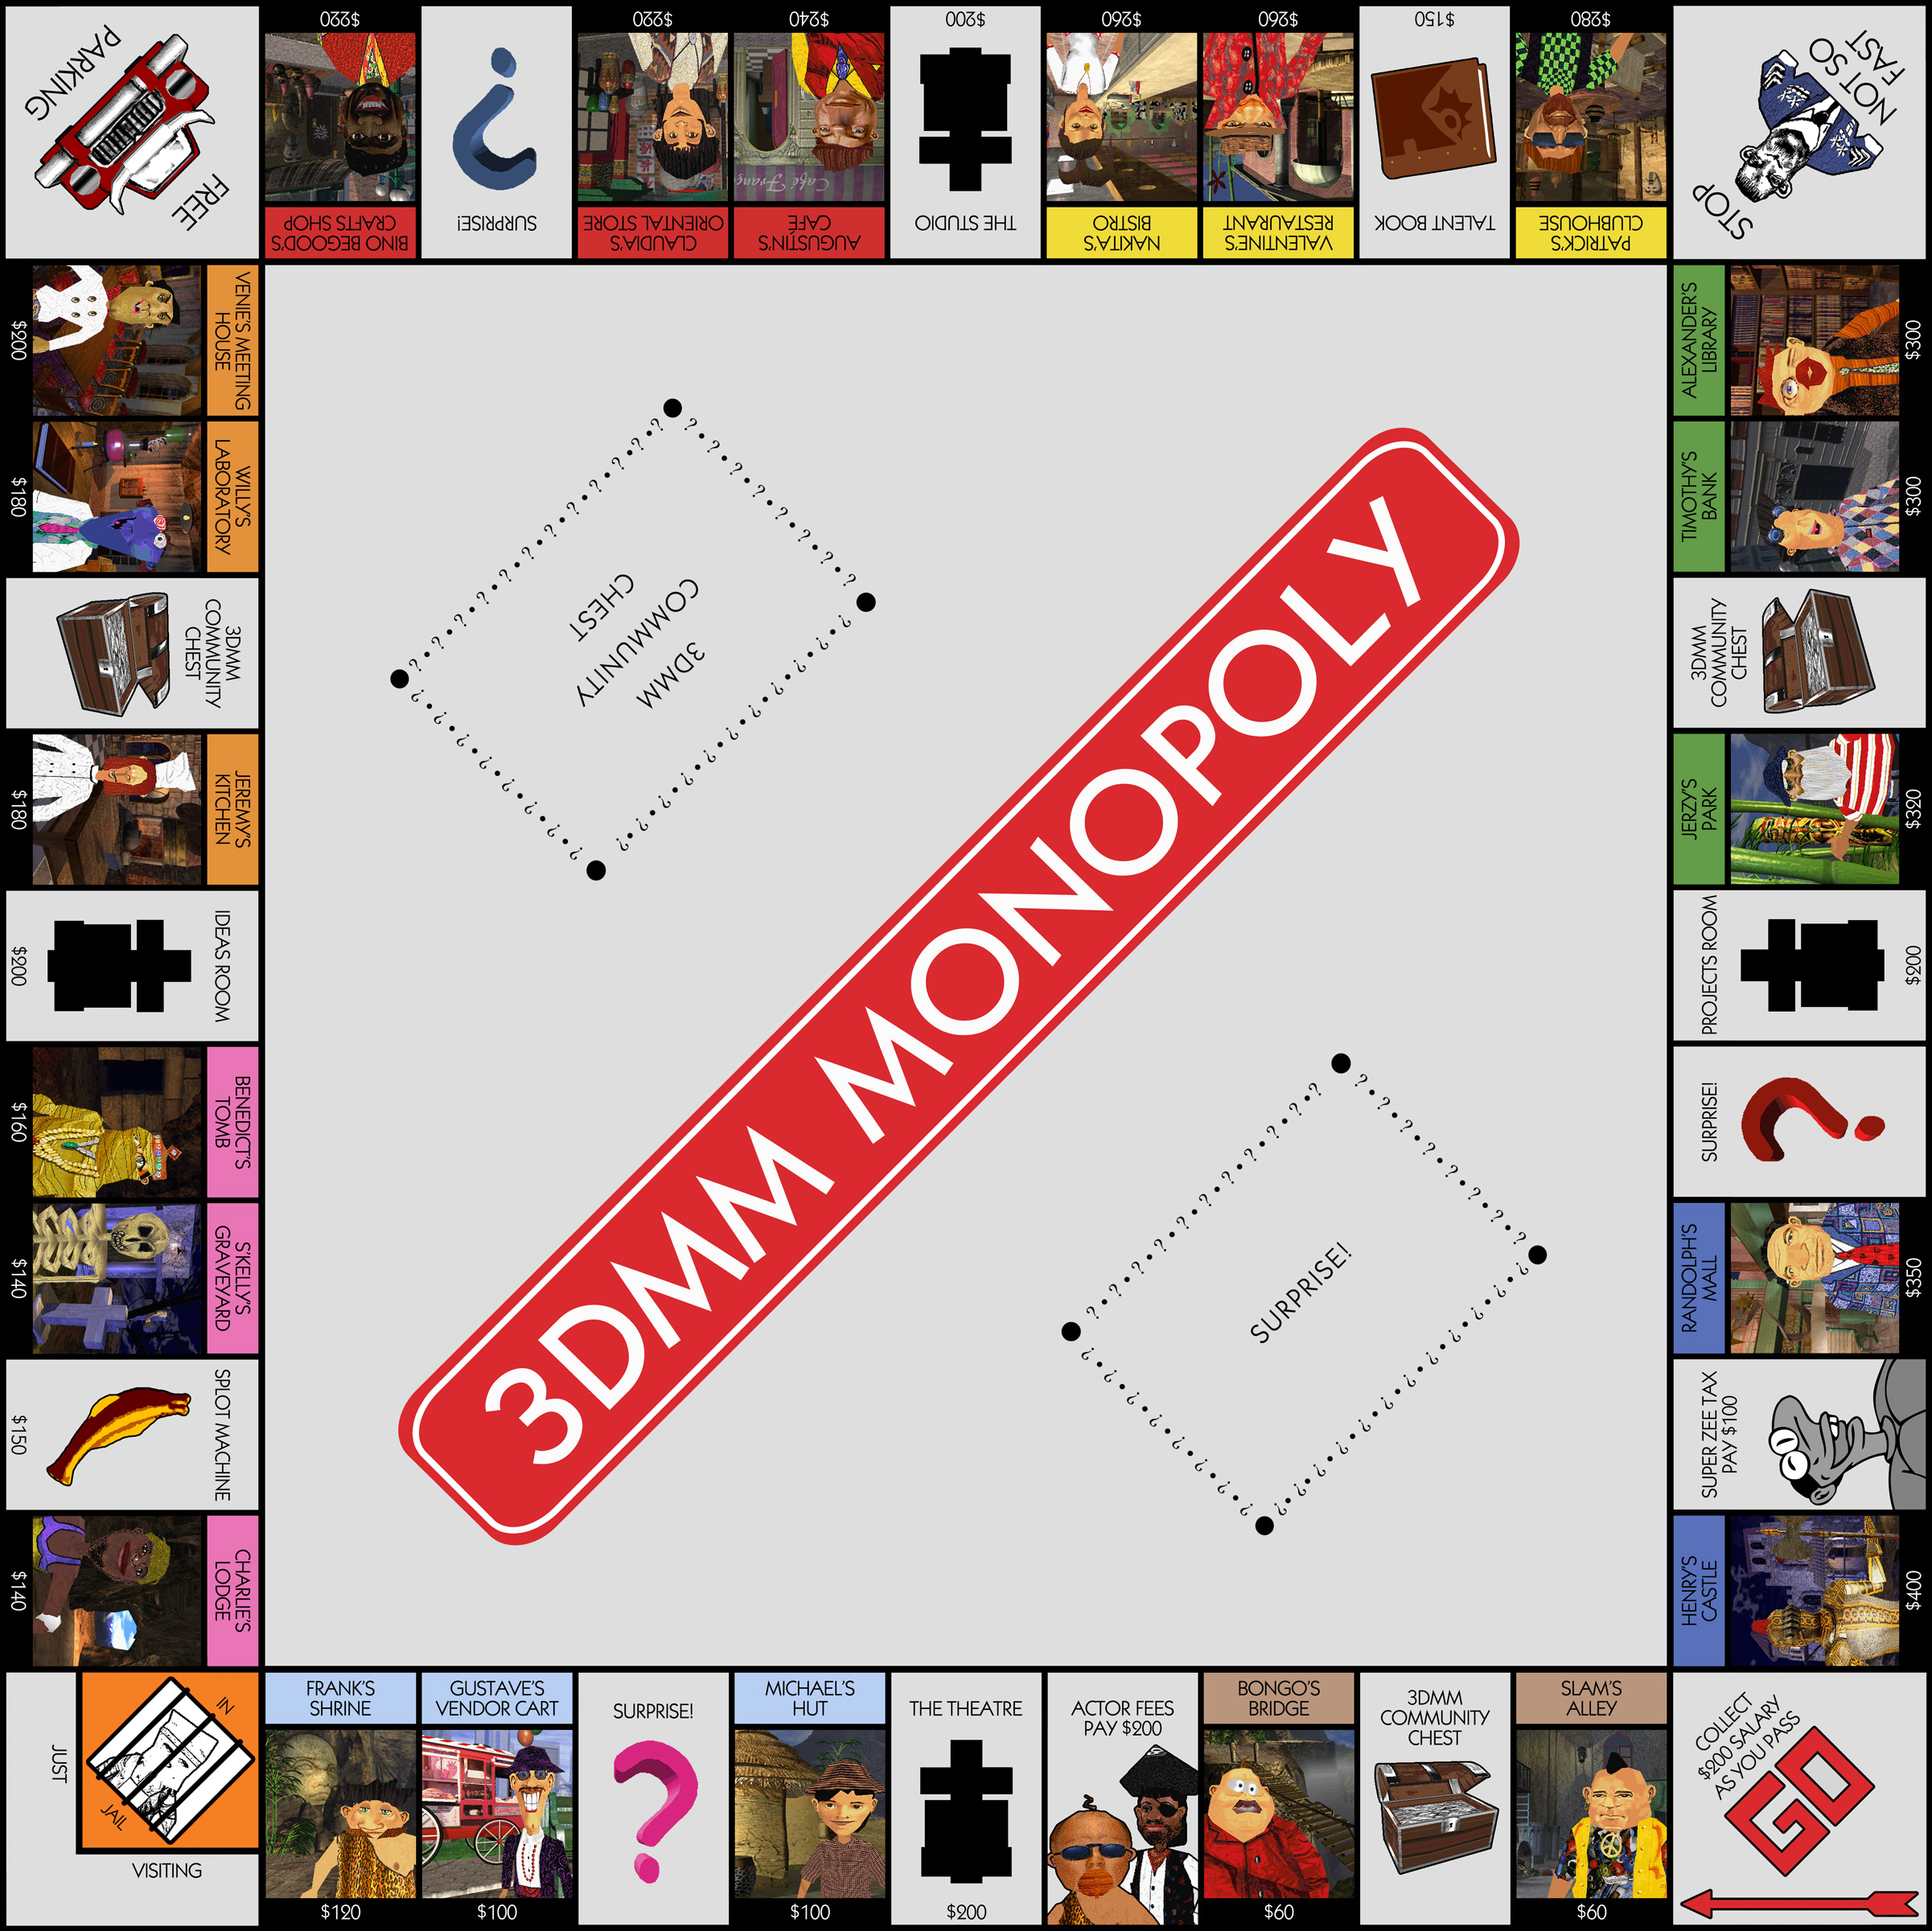 FREE
PARKING
$220
BINO BEGOOD'S
CRAFTS SHOP
SURPRISE!
$220
CLAUDIA'S
ORIENTAL STORE
$240
AUGUSTÍN'S
CAFÉ
$200
THE STUDIO
$260
NAKITA'S
BISTRO
$260
VALENTINE'S
RESTAURANT
$150
TALENT BOOK
$280
PATRICK'S
CLUBHOUSE
STOP
NOT SO
FAST
VENIE'S MEETING
HOUSE
$200
WILLY'S
LABORATORY
$180
3DMM
COMMUNITY
CHEST
JEREMY'S
KITCHEN
$180
IDEAS ROOM
$200
BENEDICT'S
TOMB
$160
S'KELLY'S
GRAVEYARD
$140
SPLOT MACHINE
$150
CHARLIE'S
LODGE
$140
3DMM
COMMUNITY
CHEST
3DMM MONOPOLY
SURPRISE!
ALEXANDER'S
LIBRARY
$300
TIMOTHY'S
BANK
$300
3DMM
COMMUNITY
CHEST
JERZY'S
PARK
$320
PROJECTS ROOM
$200
SURPRISE!
RANDOLPH'S
MALL
$350
SUPER ZEE TAX
PAY $100
HENRY'S
CASTLE
$400
IN
JAIL
JUST
VISITING
FRANK'S
SHRINE
$120
GUSTAVE'S
VENDOR CART
$100
SURPRISE!
MICHAEL'S
HUT
$100
THE THEATRE
$200
ACTOR FEES
PAY $200
BONGO'S
BRIDGE
$60
3DMM
COMMUNITY
CHEST
SLAM'S
ALLEY
$60
COLLECT
$200 SALARY
AS YOU PASS
GO